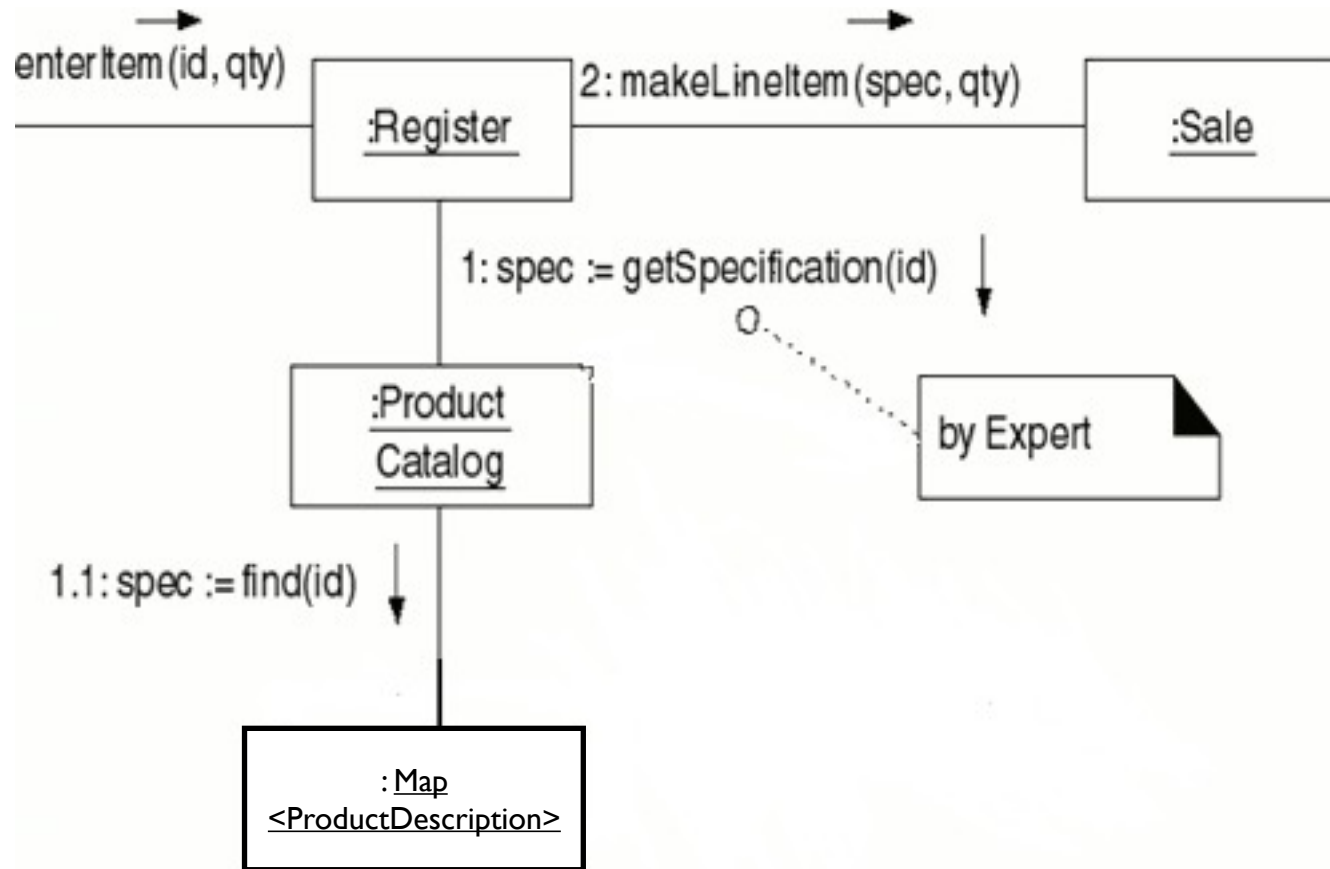 enterItem(id, qty)
2: makeLineItem(spec, qty)
:Register
:Sale
1: spec := getSpecification(id)
:Product
Catalog
by Expert
1.1: spec := find(id)
: Map
<ProductDescription>